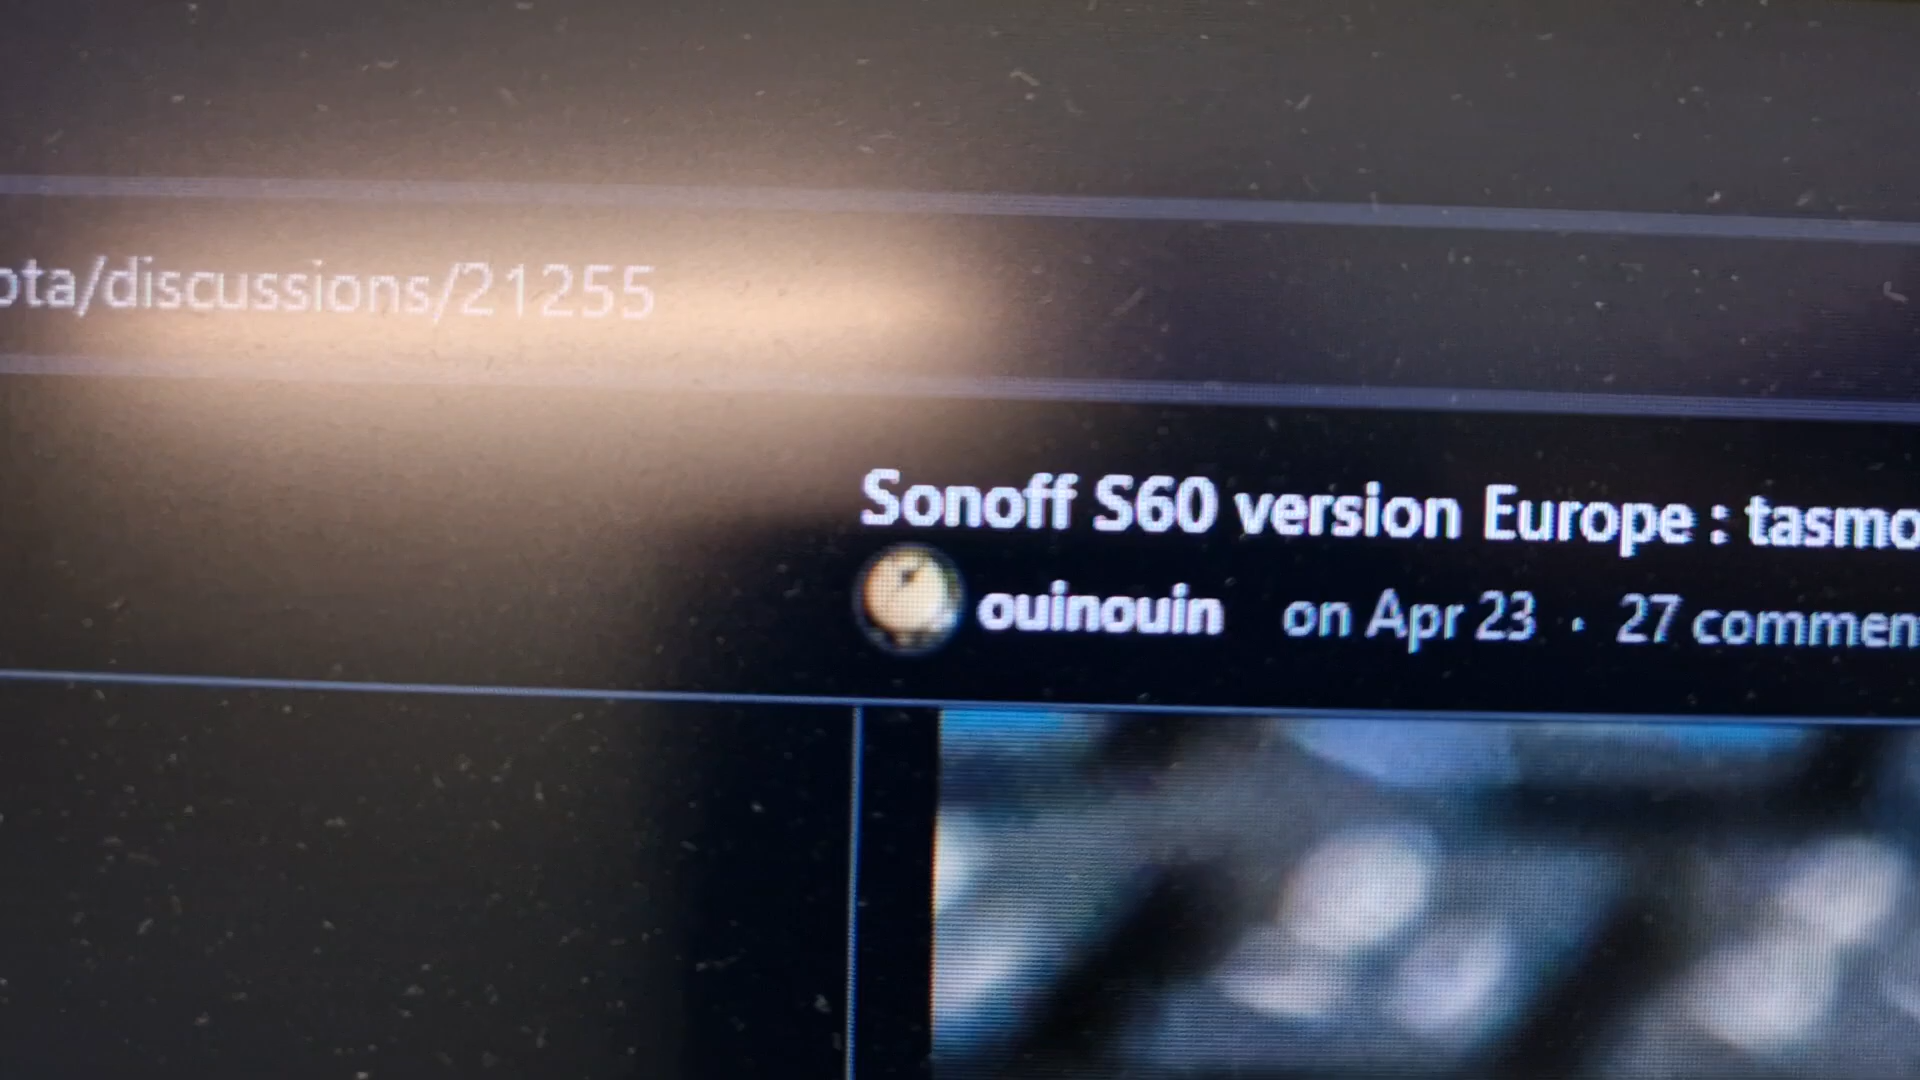 ota/discussions/21255
Sonoff S60 version Europe : tasmo
ouinouin on Apr 23 · 27 commen